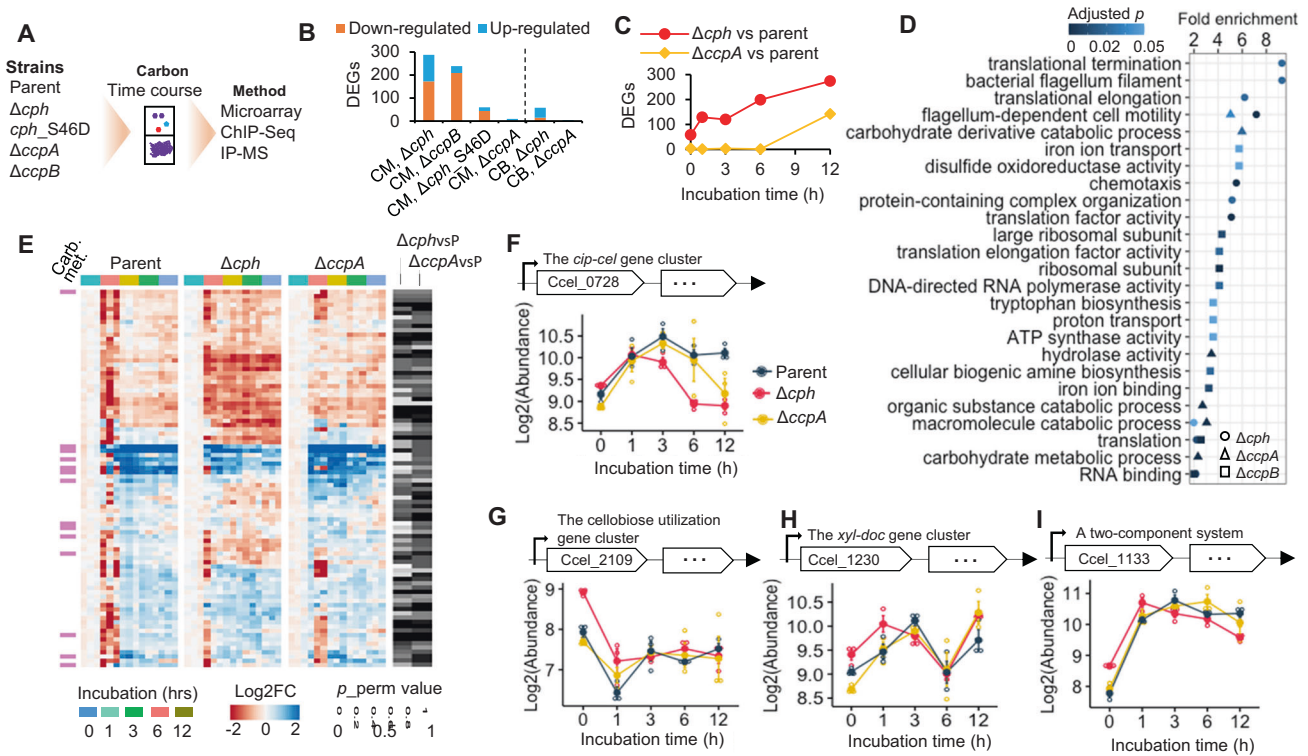 A
Strains
Parent
Δcph
cph_S46D
ΔccpA
ΔccpB
Carbon
Time course
Method
Microarray
ChIP-Seq
IP-MS
B
Down-regulated
Up-regulated
DEGs
300
200
100
0
CM, Δcph
CM, ΔccpB
CM, Δcph_S46D
CM, ΔccpA
CB, Δcph
CB, ΔccpA
C
Δcph vs parent
ΔccpA vs parent
DEGs
300
200
100
0
0 3 6 9 12
Incubation time (h)
D
Adjusted p
0 0.02 0.05
Fold enrichment
2 4 6 8
translational termination
bacterial flagellum filament
translational elongation
flagellum-dependent cell motility
carbohydrate derivative catabolic process
iron ion transport
disulfide oxidoreductase activity
chemotaxis
protein-containing complex organization
translation factor activity
large ribosomal subunit
translation elongation factor activity
ribosomal subunit
DNA-directed RNA polymerase activity
tryptophan biosynthesis
proton transport
ATP synthase activity
hydrolase activity
cellular biogenic amine biosynthesis
iron ion binding
organic substance catabolic process
macromolecule catabolic process
translation
carbohydrate metabolic process
RNA binding
Δcph
ΔccpA
ΔccpB
E
Carb.
met.
Parent
Δcph
ΔccpA
ΔcphvsP
ΔccpAvsP
Incubation (hrs)
0 1 3 6 12
Log2FC
-2 0 2
p_perm value
0 0.2 0.4 0.6 0.8 1
0 0.5 1
F
The cip-cel gene cluster
Ccel_0728
...
Log2(Abundance)
10.5
10.0
9.5
9.0
8.5
0 1 3 6 12
Incubation time (h)
Parent
Δcph
ΔccpA
G
The cellobiose utilization
gene cluster
Ccel_2109
...
Log2(Abundance)
9
8
7
0 1 3 6 12
Incubation time (h)
H
The xyl-doc gene cluster
Ccel_1230
...
Log2(Abundance)
10.5
10.0
9.5
9.0
8.5
0 1 3 6 12
Incubation time (h)
I
A two-component system
Ccel_1133
...
Log2(Abundance)
11
10
9
8
0 1 3 6 12
Incubation time (h)